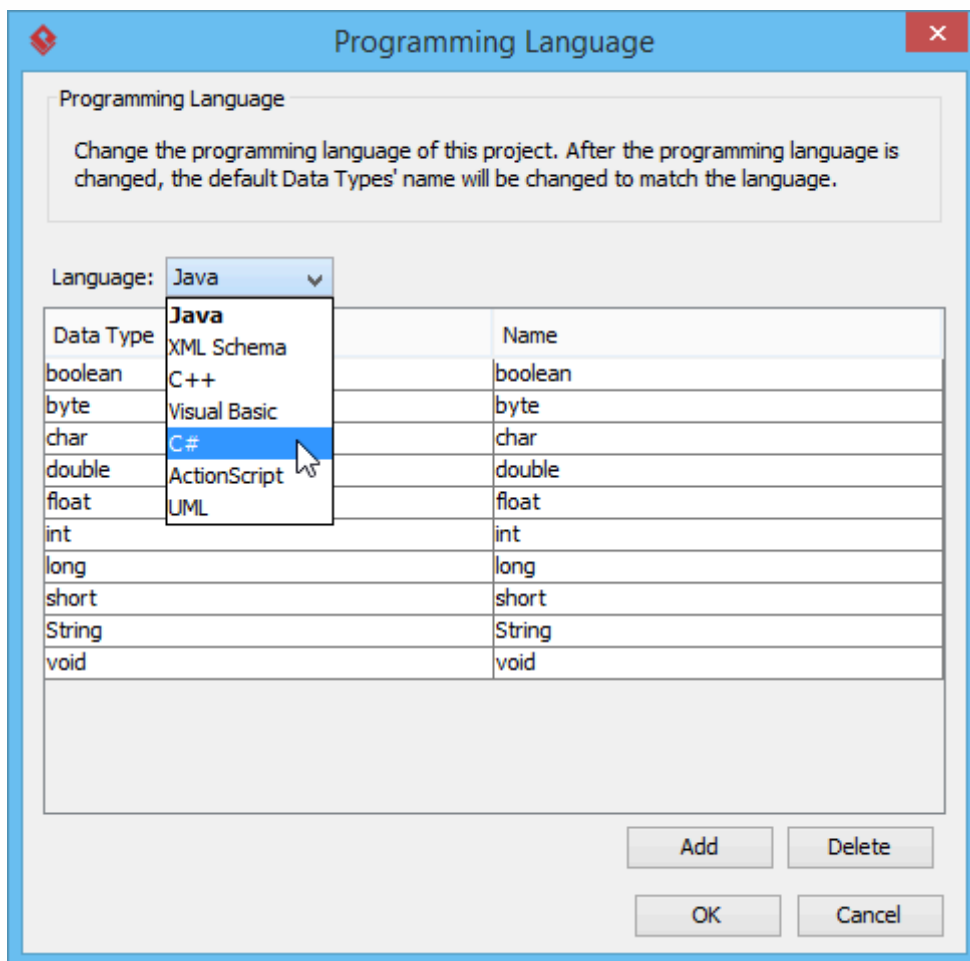 Programming Language
Programming Language
Change the programming language of this project. After the programming language is
changed, the default Data Types' name will be changed to match the language.
Language: Java
Java
XML Schema
C++
Visual Basic
C#
ActionScript
UML
Data Type Name
boolean boolean
byte byte
char char
double double
float float
int int
long long
short short
String String
void void
Add Delete
OK Cancel